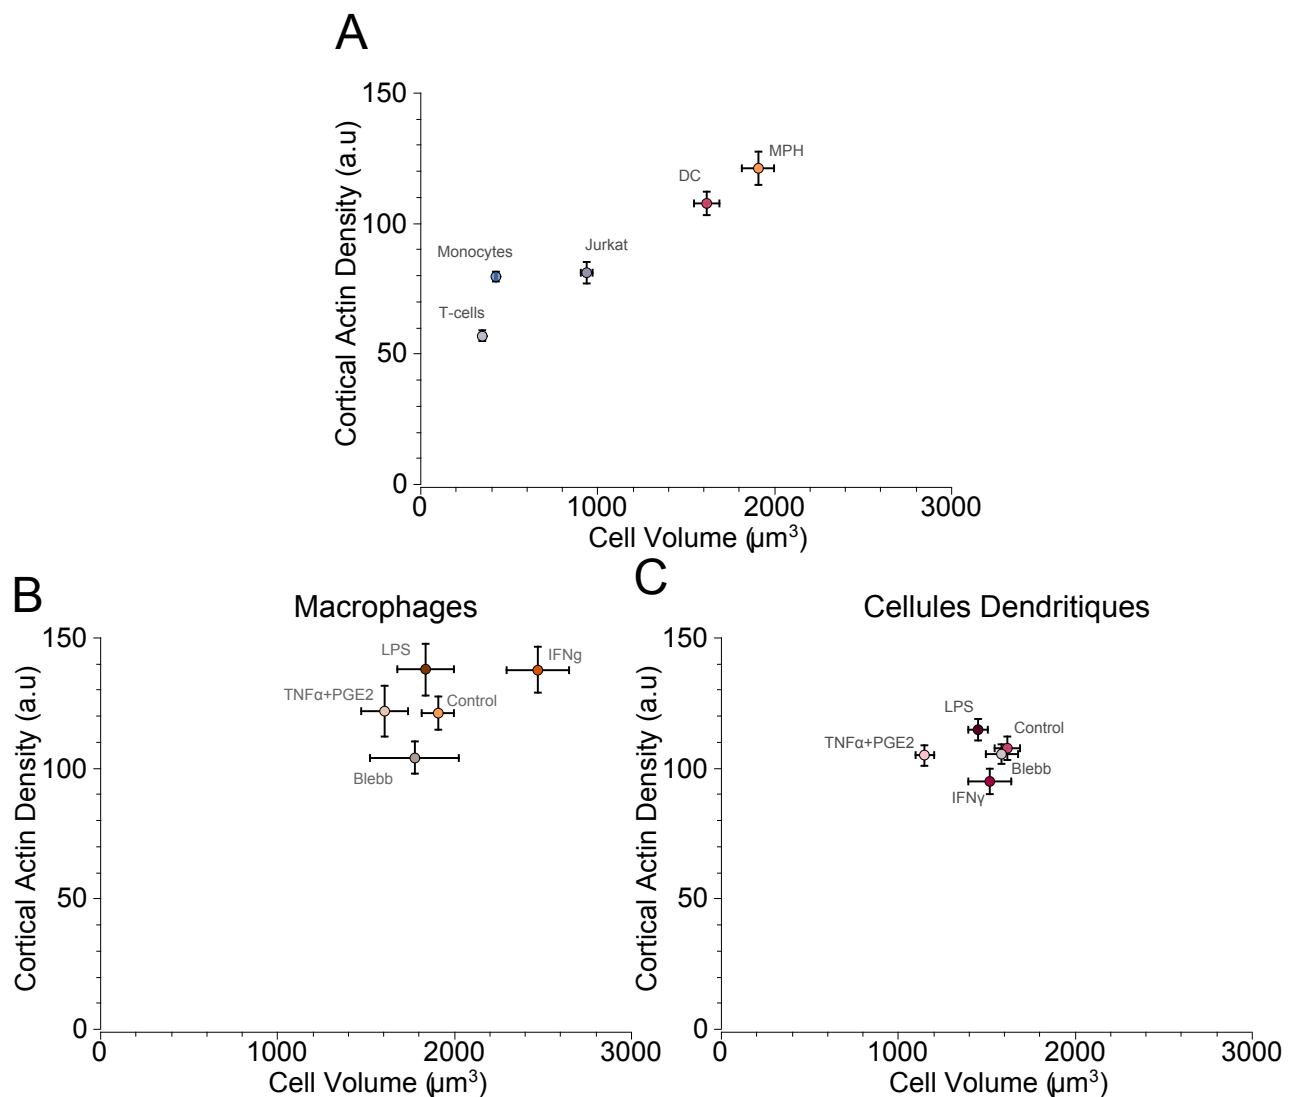 A
150
100
50
0
Cortical Actin Density (a.u)
MPH
DC
Monocytes
Jurkat
T-cells
0 1000 2000 3000
Cell Volume (µm³)
B
Macrophages
150
100
50
0
Cortical Actin Density (a.u)
LPS
IFNg
TNFα+PGE2
Control
Blebb
0 1000 2000 3000
Cell Volume (µm³)
C
Cellules Dendritiques
150
100
50
0
Cortical Actin Density (a.u)
LPS
Control
TNFα+PGE2
Blebb
IFNγ
0 1000 2000 3000
Cell Volume (µm³)